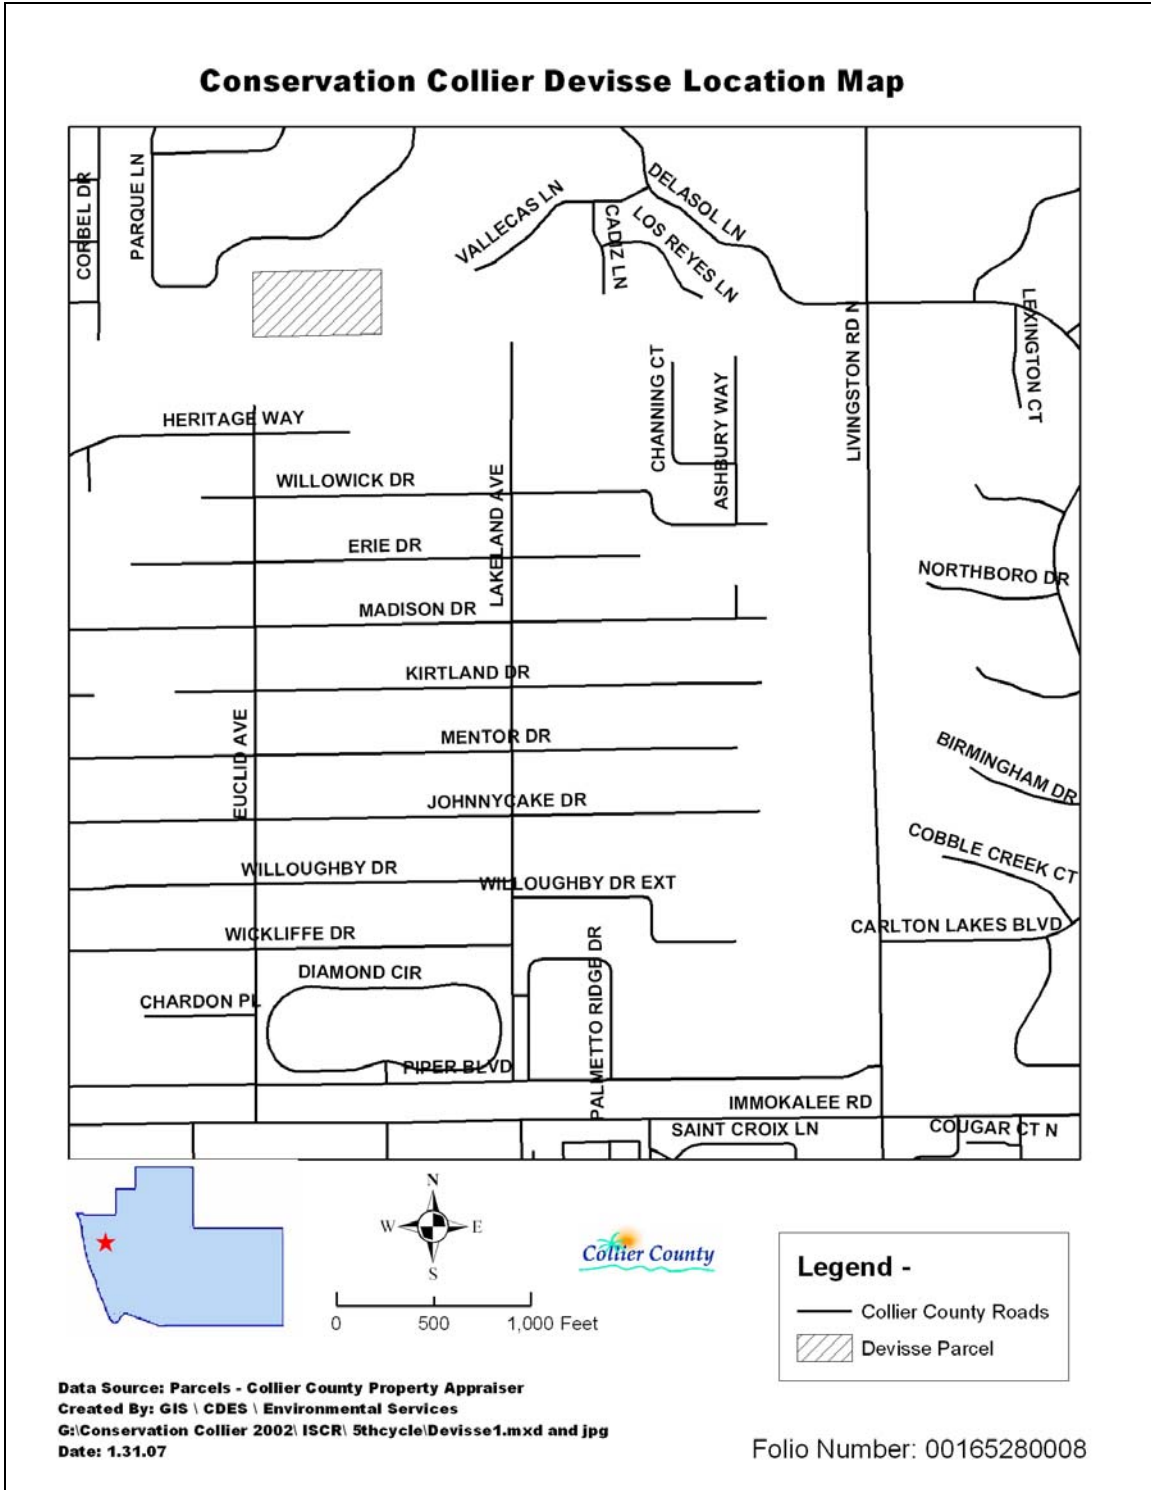 Conservation Collier Devisse Location Map
CORBEL DR
PARQUE LN
VALLECAS LN
CADIZ LN
DELASOL LN
LOS REYES LN
LIVINGSTON RD N
LEXINGTON CT
CHANNING CT
ASHBURY WAY
HERITAGE WAY
WILLOWICK DR
LAKELAND AVE
ERIE DR
NORTHBORO DR
MADISON DR
KIRTLAND DR
EUCLID AVE
MENTOR DR
BIRMINGHAM DR
JOHNNYCAKE DR
COBBLE CREEK CT
WILLOUGHBY DR
WILLOUGHBY DR EXT
CARLTON LAKES BLVD
WICKLIFFE DR
PALMETTO RIDGE DR
DIAMOND CIR
CHARDON PL
PIPER BLVD
IMMOKALEE RD
SAINT CROIX LN
COUGAR CT N
N
W E
S
Collier County
0 500 1,000 Feet
Legend -
Collier County Roads
Devisse Parcel
Data Source: Parcels - Collier County Property Appraiser
Created By: GIS \ CDES \ Environmental Services
G:\Conservation Collier 2002\ ISCR\ 5thcycle\Devisse1.mxd and jpg
Date: 1.31.07
Folio Number: 00165280008